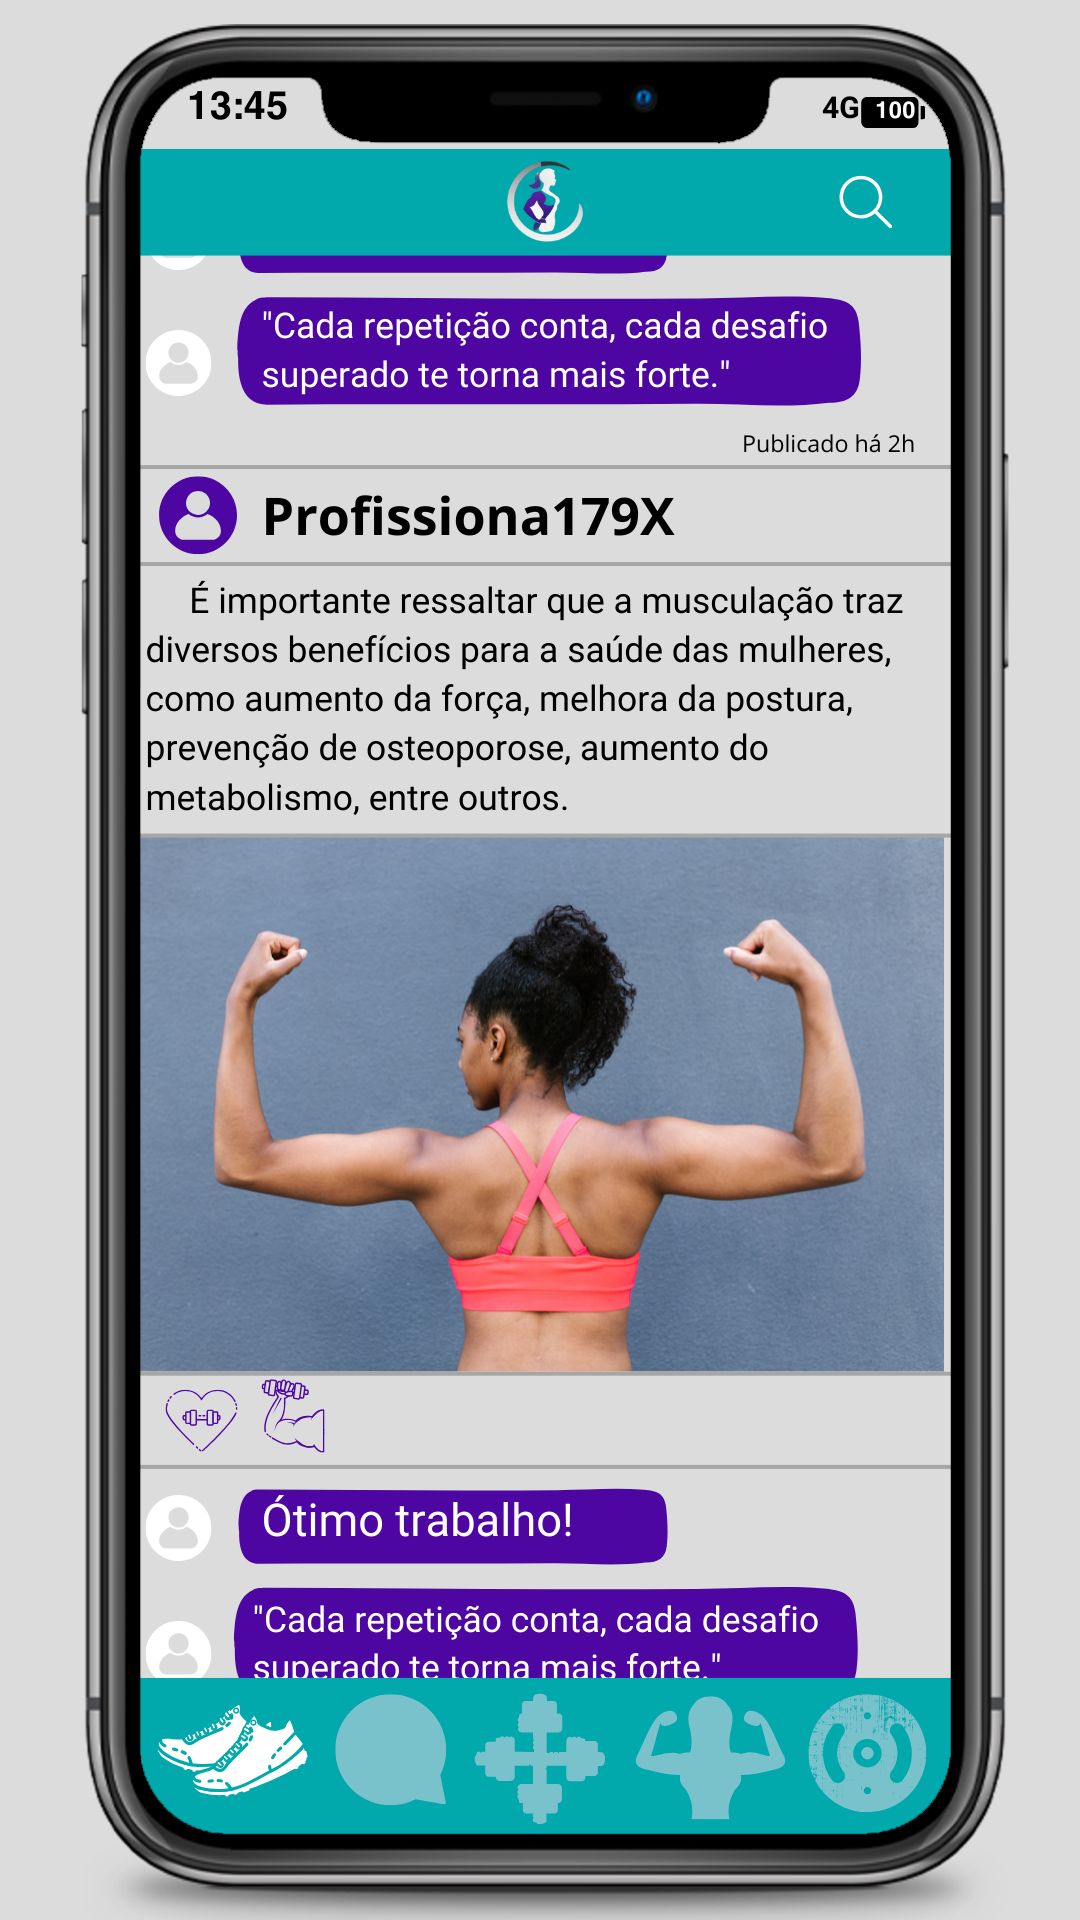 13:45
4G 100
"Cada repetição conta, cada desafio
superado te torna mais forte."
Publicado há 2h
Profissiona179X
É importante ressaltar que a musculação traz
diversos benefícios para a saúde das mulheres,
como aumento da força, melhora da postura,
prevenção de osteoporose, aumento do
metabolismo, entre outros.
Ótimo trabalho!
"Cada repetição conta, cada desafio
superado te torna mais forte."